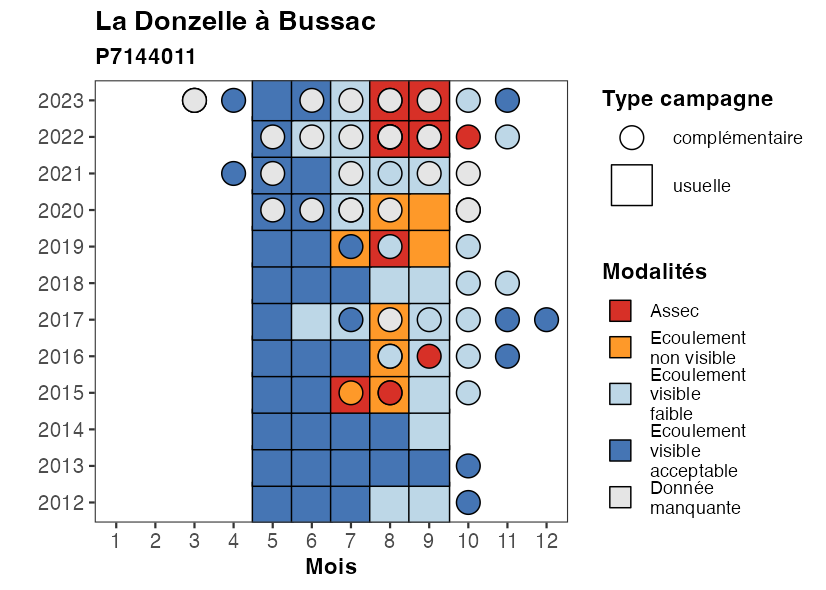 La Donzelle à Bussac
P7144011
2023
2022
2021
2020
2019
2018
2017
2016
2015
2014
2013
2012
1 2 3 4 5 6 7 8 9 10 11 12
Mois
Type campagne
complémentaire
usuelle
Modalités
Assec
Ecoulement
non visible
Ecoulement
visible
faible
Ecoulement
visible
acceptable
Donnée
manquante